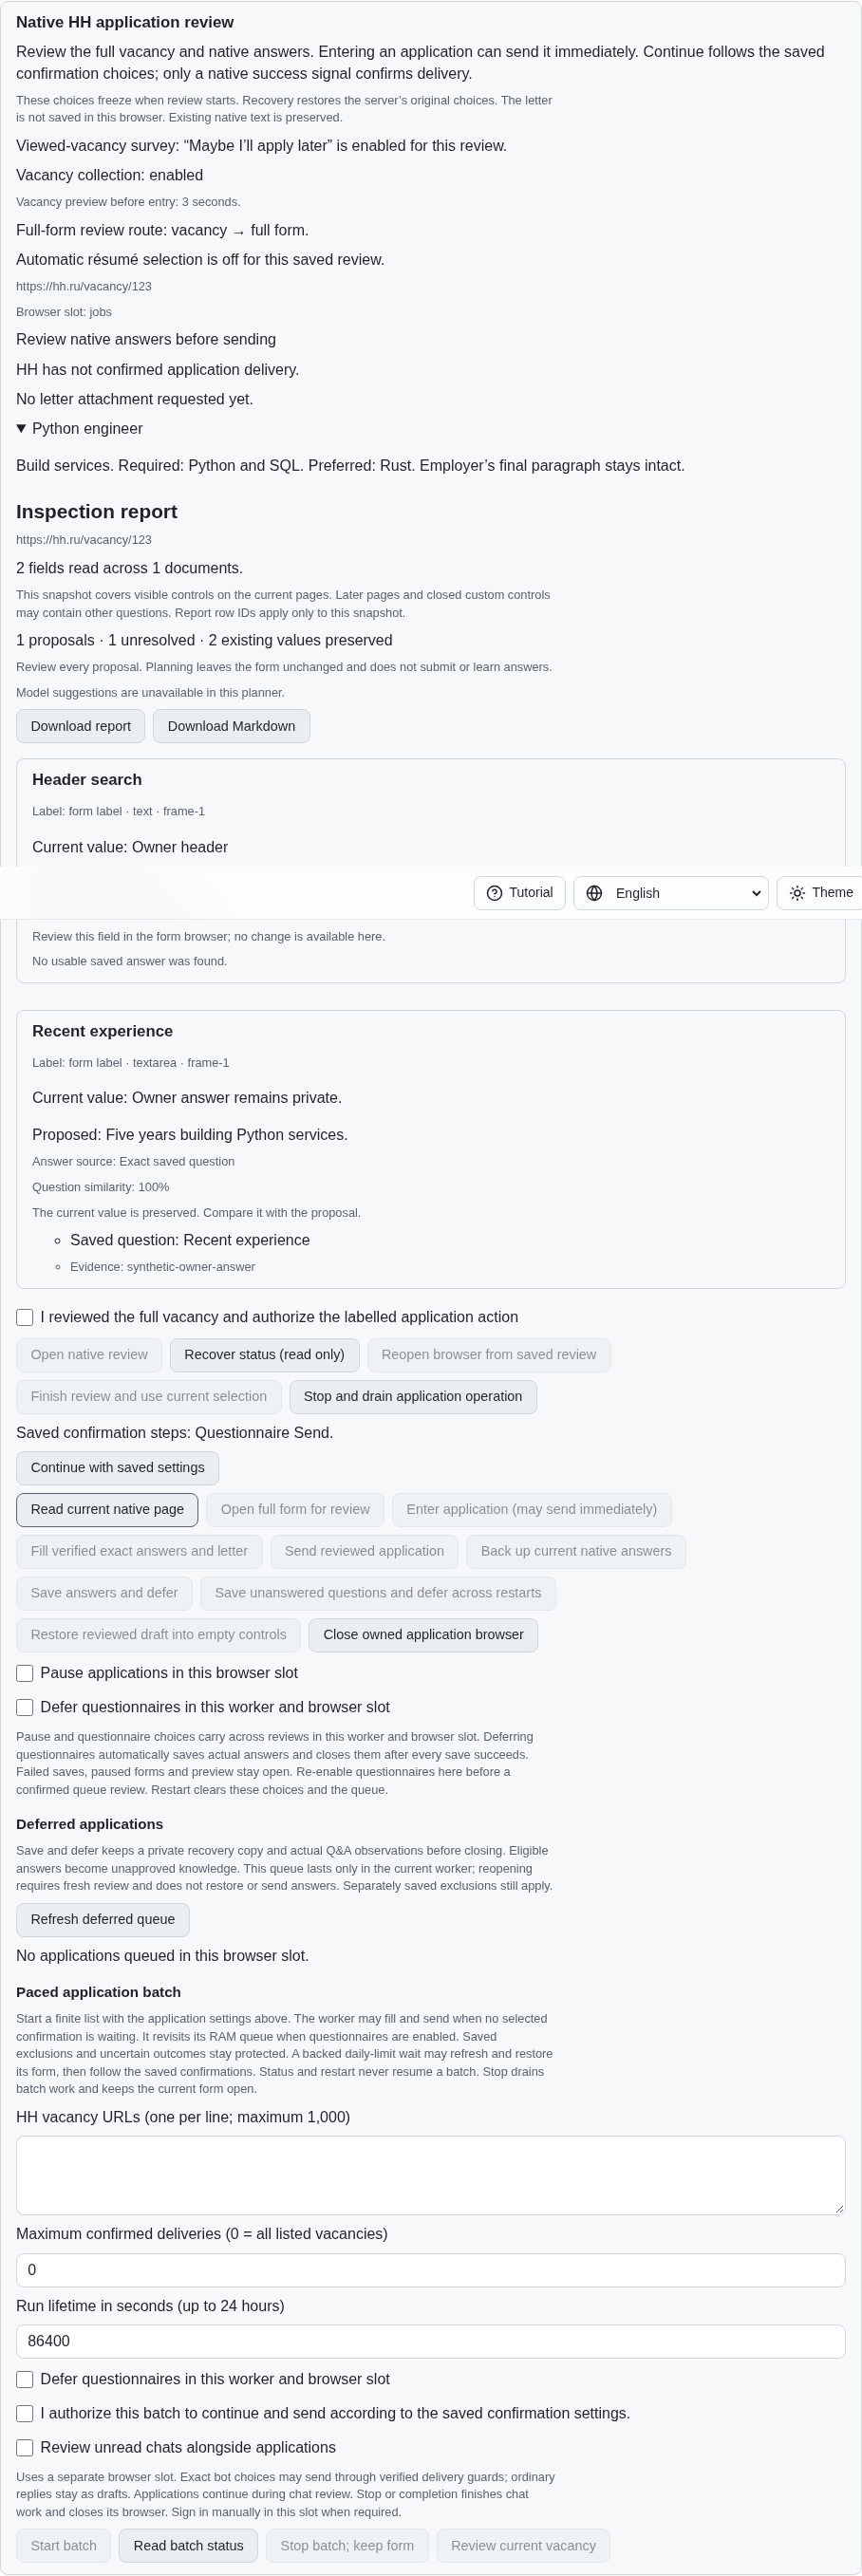 Native HH application review
Review the full vacancy and native answers. Entering an application can send it immediately. Continue follows the saved
confirmation choices; only a native success signal confirms delivery.
These choices freeze when review starts. Recovery restores the server’s original choices. The letter
is not saved in this browser. Existing native text is preserved.
Viewed-vacancy survey: “Maybe I’ll apply later” is enabled for this review.
Vacancy collection: enabled
Vacancy preview before entry: 3 seconds.
Full-form review route: vacancy → full form.
Automatic résumé selection is off for this saved review.
https://hh.ru/vacancy/123
Browser slot: jobs
Review native answers before sending
HH has not confirmed application delivery.
No letter attachment requested yet.
▼ Python engineer
Build services. Required: Python and SQL. Preferred: Rust. Employer’s final paragraph stays intact.
Inspection report
https://hh.ru/vacancy/123
2 fields read across 1 documents.
This snapshot covers visible controls on the current pages. Later pages and closed custom controls
may contain other questions. Report row IDs apply only to this snapshot.
1 proposals · 1 unresolved · 2 existing values preserved
Review every proposal. Planning leaves the form unchanged and does not submit or learn answers.
Model suggestions are unavailable in this planner.
Download report Download Markdown
Header search
Label: form label · text · frame-1
Current value: Owner header
Tutorial English Theme
Review this field in the form browser; no change is available here.
No usable saved answer was found.
Recent experience
Label: form label · textarea · frame-1
Current value: Owner answer remains private.
Proposed: Five years building Python services.
Answer source: Exact saved question
Question similarity: 100%
The current value is preserved. Compare it with the proposal.
Saved question: Recent experience
Evidence: synthetic-owner-answer
I reviewed the full vacancy and authorize the labelled application action
Open native review Recover status (read only) Reopen browser from saved review
Finish review and use current selection Stop and drain application operation
Saved confirmation steps: Questionnaire Send.
Continue with saved settings
Read current native page Open full form for review Enter application (may send immediately)
Fill verified exact answers and letter Send reviewed application Back up current native answers
Save answers and defer Save unanswered questions and defer across restarts
Restore reviewed draft into empty controls Close owned application browser
Pause applications in this browser slot
Defer questionnaires in this worker and browser slot
Pause and questionnaire choices carry across reviews in this worker and browser slot. Deferring
questionnaires automatically saves actual answers and closes them after every save succeeds.
Failed saves, paused forms and preview stay open. Re-enable questionnaires here before a
confirmed queue review. Restart clears these choices and the queue.
Deferred applications
Save and defer keeps a private recovery copy and actual Q&A observations before closing. Eligible
answers become unapproved knowledge. This queue lasts only in the current worker; reopening
requires fresh review and does not restore or send answers. Separately saved exclusions still apply.
Refresh deferred queue
No applications queued in this browser slot.
Paced application batch
Start a finite list with the application settings above. The worker may fill and send when no selected
confirmation is waiting. It revisits its RAM queue when questionnaires are enabled. Saved
exclusions and uncertain outcomes stay protected. A backed daily-limit wait may refresh and restore
its form, then follow the saved confirmations. Status and restart never resume a batch. Stop drains
batch work and keeps the current form open.
HH vacancy URLs (one per line; maximum 1,000)
Maximum confirmed deliveries (0 = all listed vacancies)
0
Run lifetime in seconds (up to 24 hours)
86400
Defer questionnaires in this worker and browser slot
I authorize this batch to continue and send according to the saved confirmation settings.
Review unread chats alongside applications
Uses a separate browser slot. Exact bot choices may send through verified delivery guards; ordinary
replies stay as drafts. Applications continue during chat review. Stop or completion finishes chat
work and closes its browser. Sign in manually in this slot when required.
Start batch Read batch status Stop batch; keep form Review current vacancy